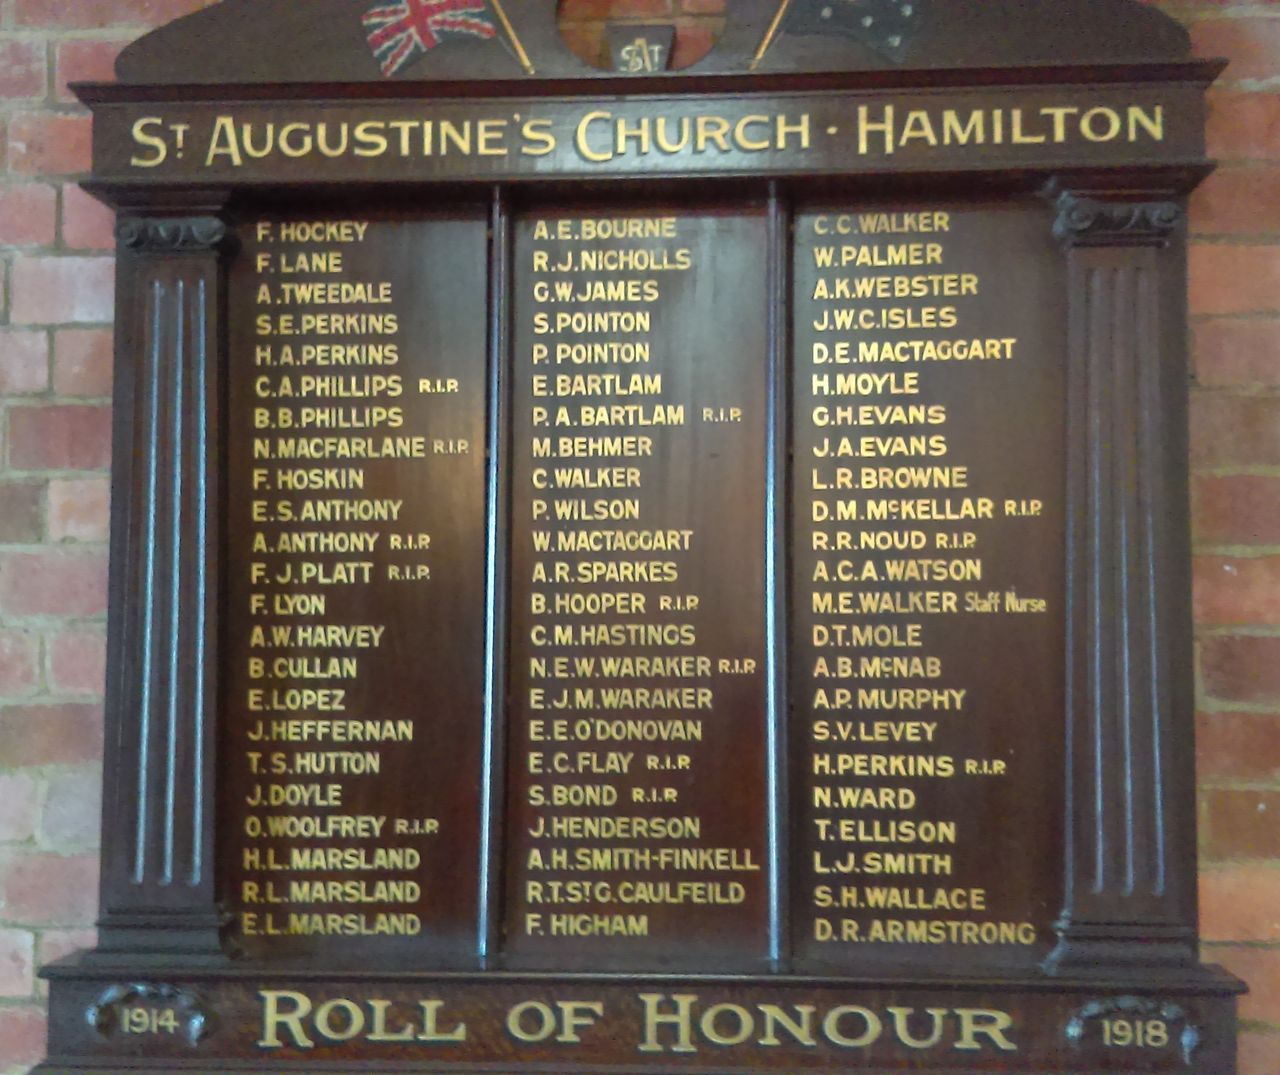 ST. AUGUSTINE'S CHURCH · HAMILTON
F. HOCKEY
F. LANE
A. TWEEDALE
S.E. PERKINS
H.A. PERKINS
C.A. PHILLIPS R.I.P.
B.B. PHILLIPS
N. MACFARLANE R.I.P.
F. HOSKIN
E.S. ANTHONY
A. ANTHONY R.I.P.
F.J. PLATT R.I.P.
F. LYON
A.W. HARVEY
B. CULLAN
E. LOPEZ
J. HEFFERNAN
T.S. HUTTON
J. DOYLE
O. WOOLFREY R.I.P.
H.L. MARSLAND
R.L. MARSLAND
E.L. MARSLAND
A.E. BOURNE
R.J. NICHOLLS
G.W. JAMES
S. POINTON
P. POINTON
E. BARTLAM
P.A. BARTLAM R.I.P.
M. BEHMER
C. WALKER
P. WILSON
W. MACTAGGART
A.R. SPARKES
B. HOOPER R.I.P.
C.M. HASTINGS
N.E.W. WARAKER R.I.P.
E.J.M. WARAKER
E.E. O'DONOVAN
E.C. FLAY R.I.P.
S. BOND R.I.P.
J. HENDERSON
A.H. SMITH-FINKELL
R.T. ST. G. CAULFEILD
F. HIGHAM
C.C. WALKER
W. PALMER
A.K. WEBSTER
J.W.C. ISLES
D.E. MACTAGGART
H. MOYLE
G.H. EVANS
J.A. EVANS
L.R. BROWNE
D.M. McKELLAR R.I.P.
R.R. NOUD R.I.P.
A.C.A. WATSON
M.E. WALKER Staff Nurse
D.T. MOLE
A.B. McNAB
A.P. MURPHY
S.V. LEVEY
H. PERKINS R.I.P.
N. WARD
T. ELLISON
L.J. SMITH
S.H. WALLACE
D.R. ARMSTRONG
1914 ROLL OF HONOUR 1918